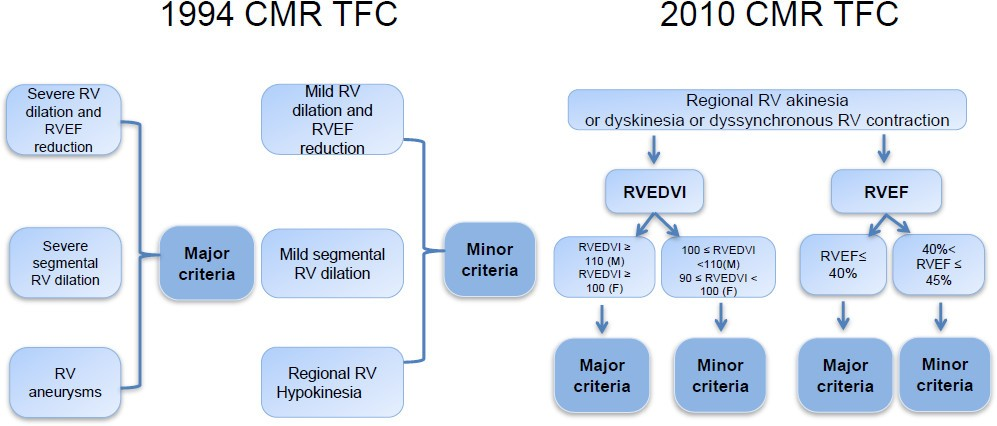 1994 CMR TFC
Severe RV
dilation and
RVEF
reduction
Severe
segmental
RV dilation
RV
aneurysms
Major
criteria
Mild RV
dilation and
RVEF
reduction
Mild segmental
RV dilation
Regional RV
Hypokinesia
Minor
criteria
2010 CMR TFC
Regional RV akinesia
or dyskinesia or dyssynchronous RV contraction
RVEDVI
RVEDVI ≥
110 (M)
RVEDVI ≥
100 (F)
100 ≤ RVEDVI
<110(M)
90 ≤ RVEDVI <
100 (F)
Major
criteria
Minor
criteria
RVEF
RVEF≤
40%
40%<
RVEF ≤
45%
Major
criteria
Minor
criteria